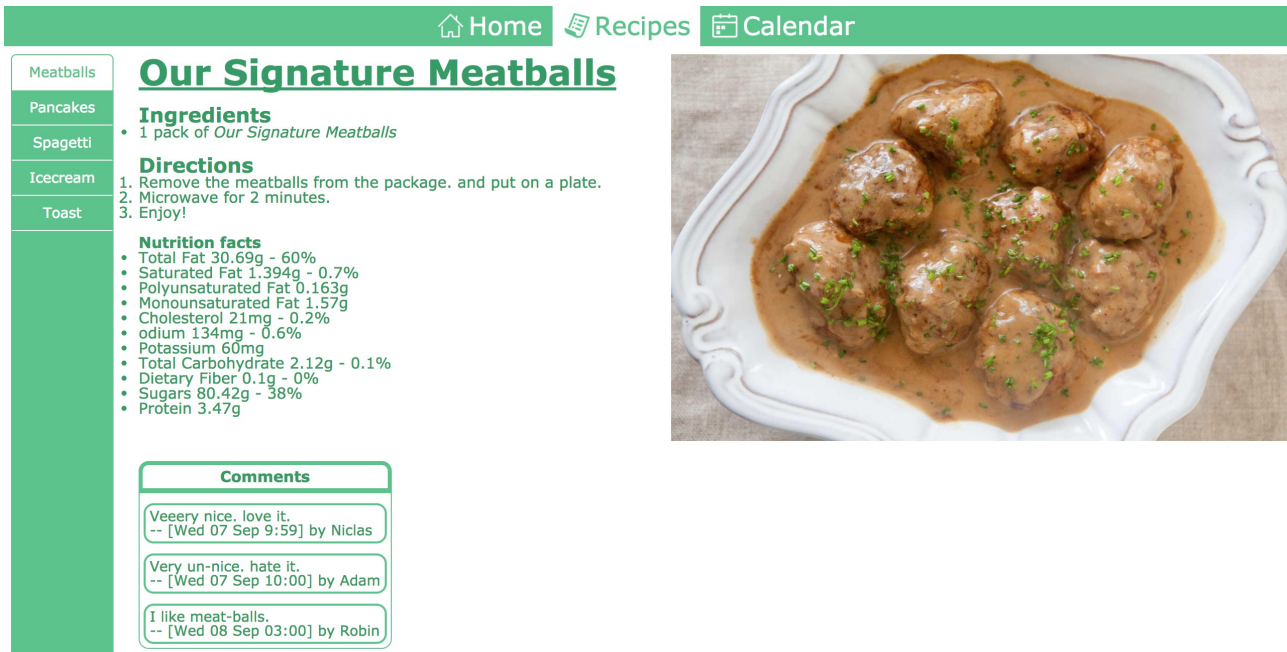 Home
Recipes
Calendar
Meatballs
Pancakes
Spagetti
Icecream
Toast
Our Signature Meatballs
Ingredients
• 1 pack of Our Signature Meatballs
Directions
1. Remove the meatballs from the package. and put on a plate.
2. Microwave for 2 minutes.
3. Enjoy!
Nutrition facts
• Total Fat 30.69g - 60%
• Saturated Fat 1.394g - 0.7%
• Polyunsaturated Fat 0.163g
• Monounsaturated Fat 1.57g
• Cholesterol 21mg - 0.2%
• odium 134mg - 0.6%
• Potassium 60mg
• Total Carbohydrate 2.12g - 0.1%
• Dietary Fiber 0.1g - 0%
• Sugars 80.42g - 38%
• Protein 3.47g
Comments
Veeery nice. love it.
-- [Wed 07 Sep 9:59] by Niclas
Very un-nice. hate it.
-- [Wed 07 Sep 10:00] by Adam
I like meat-balls.
-- [Wed 08 Sep 03:00] by Robin